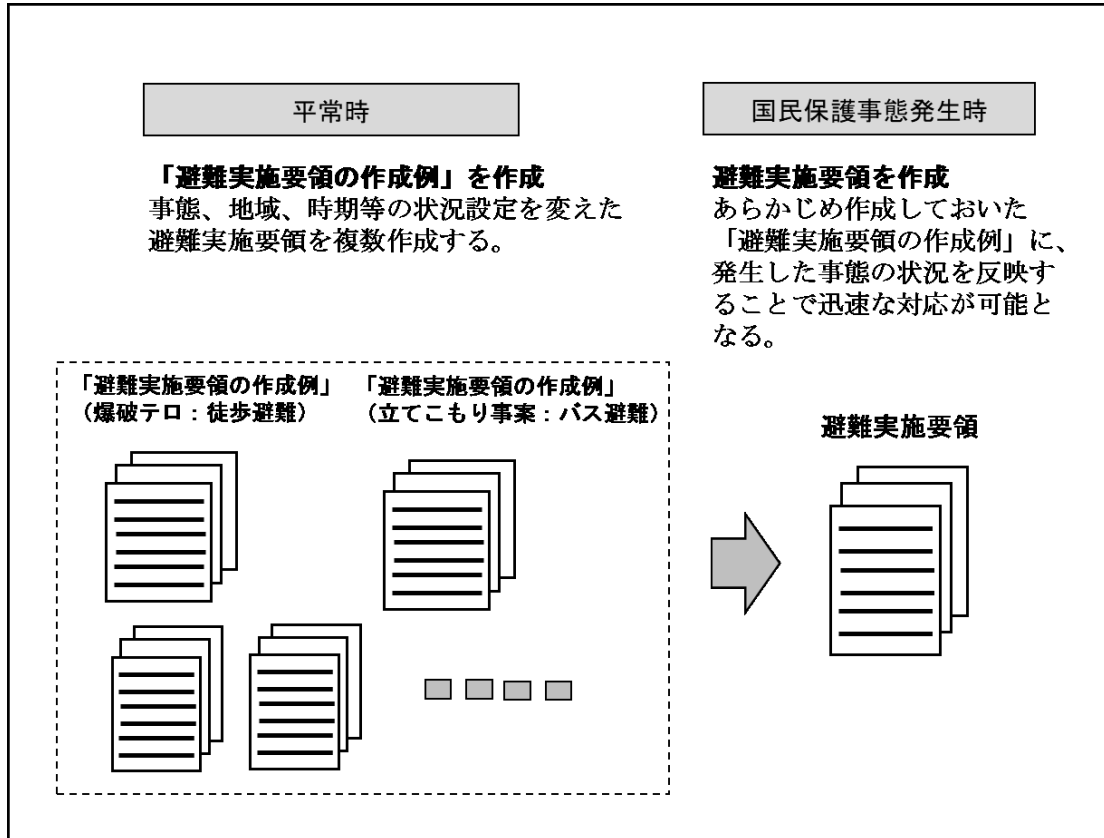 平常時
「避難実施要領の作成例」を作成
事態、地域、時期等の状況設定を変えた
避難実施要領を複数作成する。
「避難実施要領の作成例」
（爆破テロ：徒歩避難）
「避難実施要領の作成例」
（立てこもり事案：バス避難）
国民保護事態発生時
避難実施要領を作成
あらかじめ作成しておいた
「避難実施要領の作成例」に、
発生した事態の状況を反映す
ることで迅速な対応が可能と
なる。
避難実施要領